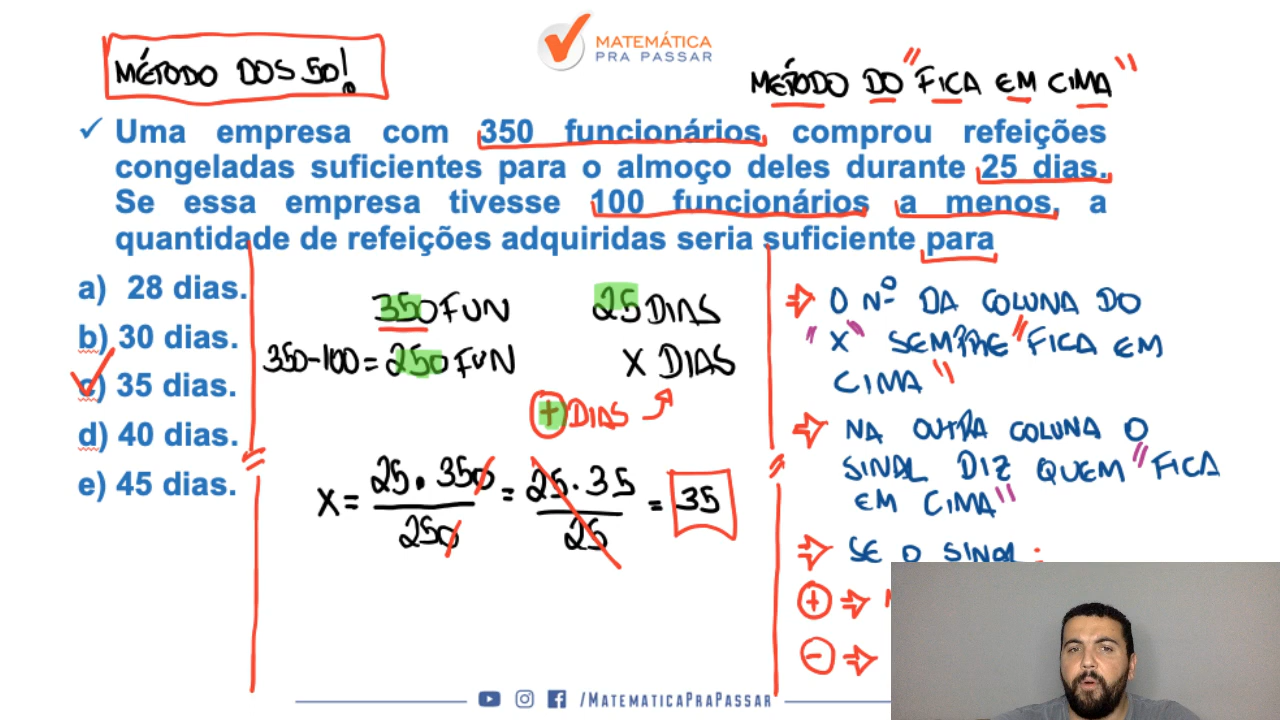 MÉTODO DOS 50!
MATEMÁTICA
PRA PASSAR
MÉTODO DO "FICA EM CIMA"
✓ Uma empresa com 350 funcionários comprou refeições
congeladas suficientes para o almoço deles durante 25 dias.
Se essa empresa tivesse 100 funcionários a menos, a
quantidade de refeições adquiridas seria suficiente para
a) 28 dias.
b) 30 dias.
c) 35 dias.
d) 40 dias.
e) 45 dias.
350 FUN 25 DIAS
350-100 = 250 FUN X DIAS
+ DIAS
X = 25 · 350 / 250 = 25 · 35 / 25 = 35
⇒ O Nº DA COLUNA DO
"X" SEMPRE "FICA EM
CIMA"
⇒ NA OUTRA COLUNA O
SINAL DIZ QUEM "FICA
EM CIMA"
⇒ SE O SINAL:
+ ⇒
- ⇒
/MATEMATICAPRAPASSAR